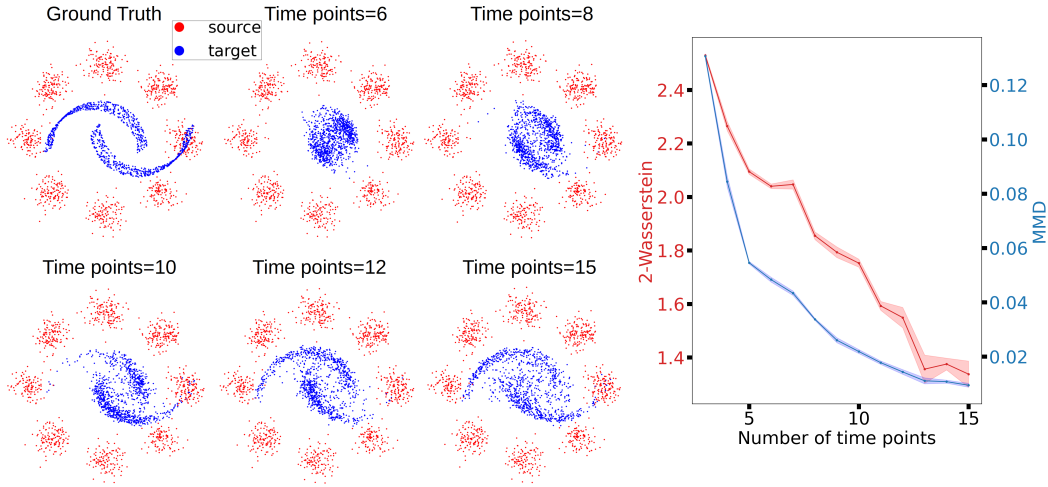 Ground Truth
source
target
Time points=6
Time points=8
Time points=10
Time points=12
Time points=15
2-Wasserstein
2.4
2.2
2.0
1.8
1.6
1.4
0.12
0.10
0.08
0.06
0.04
0.02
MMD
5
10
15
Number of time points